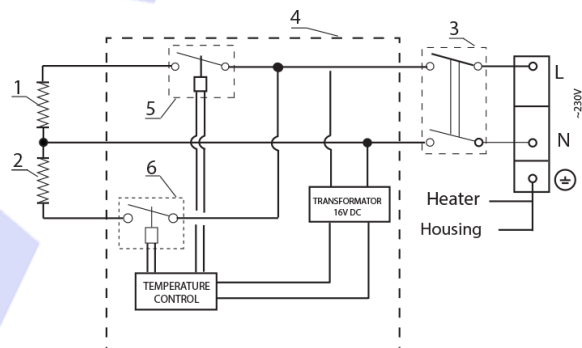 4
3
1
5
L
~230V
2
N
6
TRANSFORMATOR
16V DC
Heater
Housing
TEMPERATURE
CONTROL